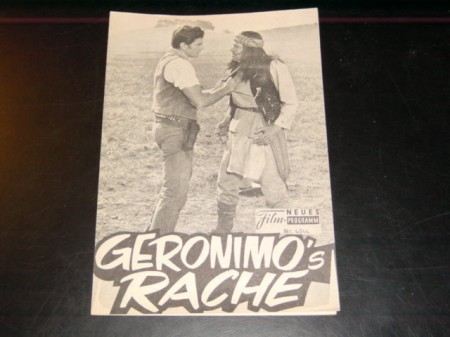 NEUES
Film- PROGRAMM
GERONIMO's
RACHE